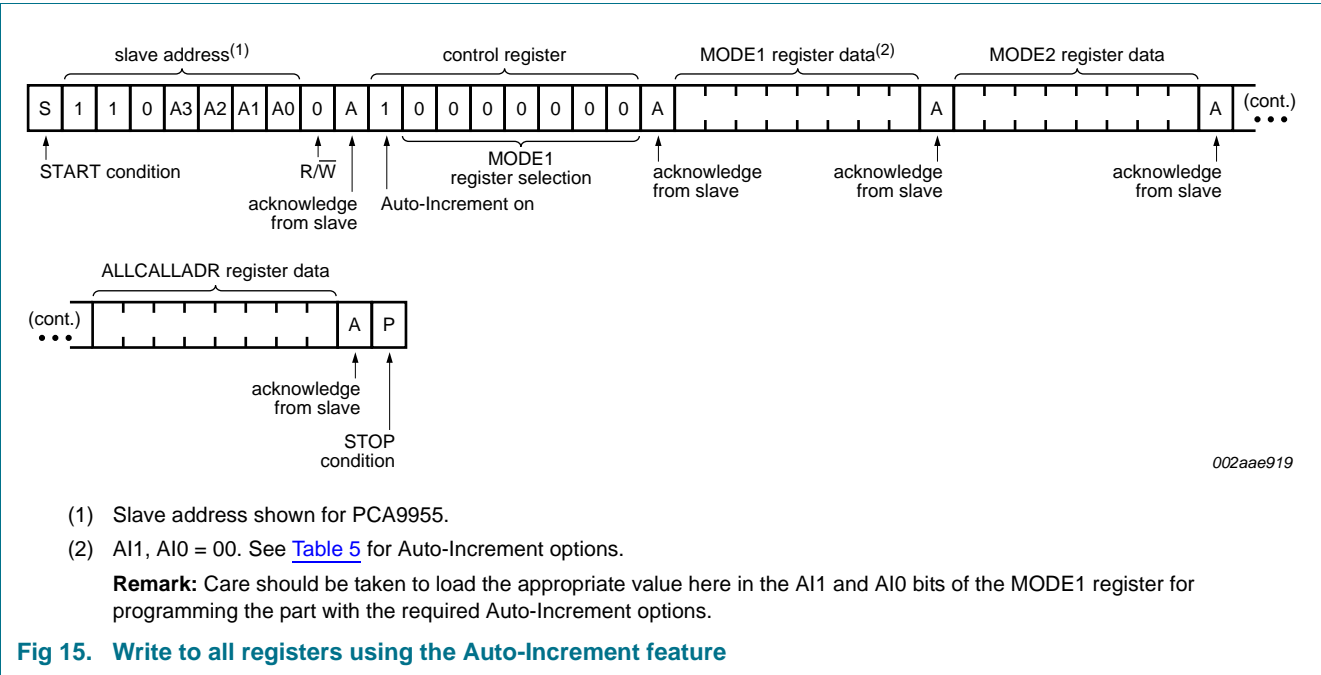 slave address(1) control register MODE1 register data(2) MODE2 register data
S 1 1 0 A3 A2 A1 A0 0 A 1 0 0 0 0 0 0 0 A A A (cont.)
START condition R/W̅ MODE1 register selection
acknowledge from slave
Auto-Increment on
acknowledge from slave
acknowledge from slave
acknowledge from slave
ALLCALLADR register data
(cont.) A P
acknowledge from slave
STOP condition
002aae919
(1) Slave address shown for PCA9955.
(2) AI1, AI0 = 00. See Table 5 for Auto-Increment options.
Remark: Care should be taken to load the appropriate value here in the AI1 and AI0 bits of the MODE1 register for
programming the part with the required Auto-Increment options.
Fig 15. Write to all registers using the Auto-Increment feature